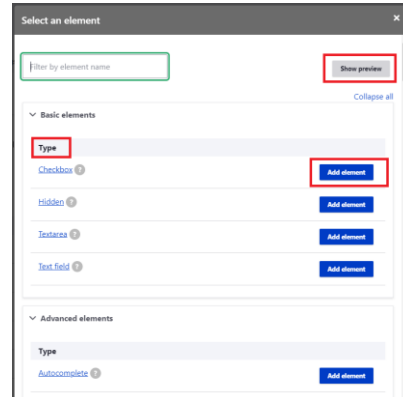 Select an element ×
Filter by element name
Show preview
Collapse all
Basic elements
Type
Checkbox ? Add element
Hidden ? Add element
Textarea ? Add element
Text field ? Add element
Advanced elements
Type
Autocomplete ? Add element